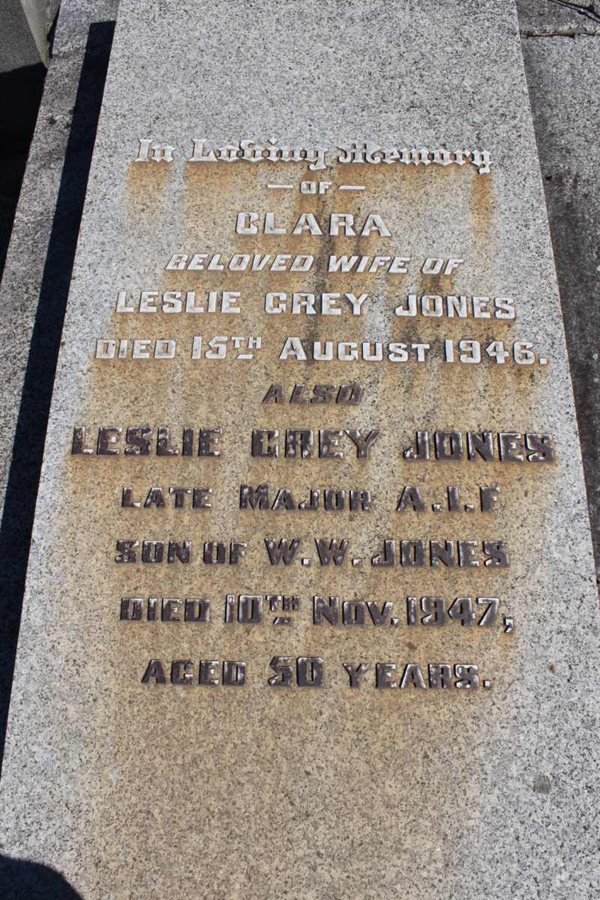 In Loving Memory
— OF —
CLARA
BELOVED WIFE OF
LESLIE GREY JONES
DIED 15TH AUGUST 1946.
ALSO
LESLIE GREY JONES
LATE MAJOR A.I.F
SON OF W.W. JONES
DIED 10TH NOV. 1947,
AGED 50 YEARS.